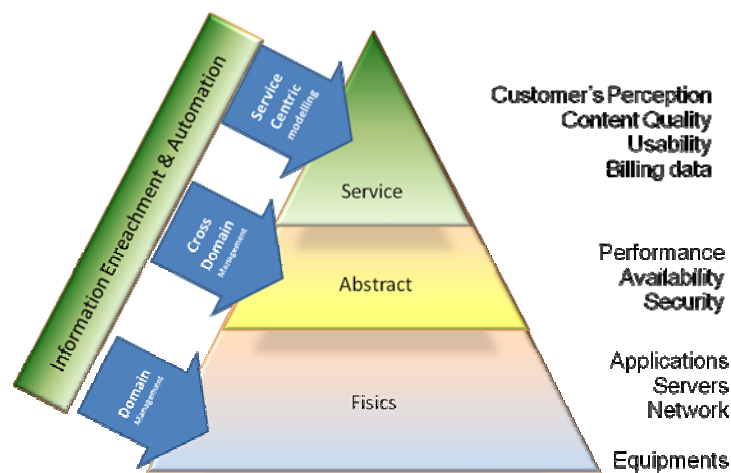 Information Enreachment & Automation
Service
Centric
modelling
Cross
Domain
Management
Domain
Management
Service
Abstract
Fisics
Customer's Perception
Content Quality
Usability
Billing data
Performance
Availability
Security
Applications
Servers
Network
Equipments